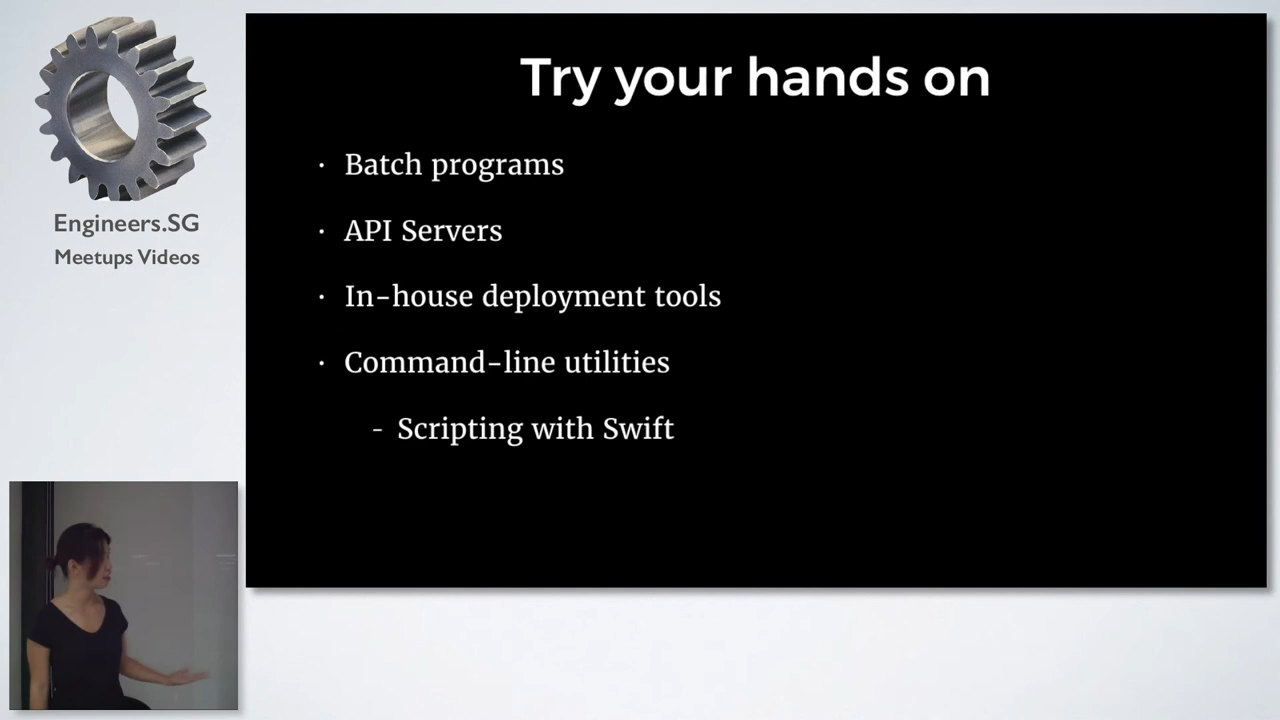 Engineers.SG
Meetups Videos
Try your hands on
· Batch programs
· API Servers
· In-house deployment tools
· Command-line utilities
- Scripting with Swift